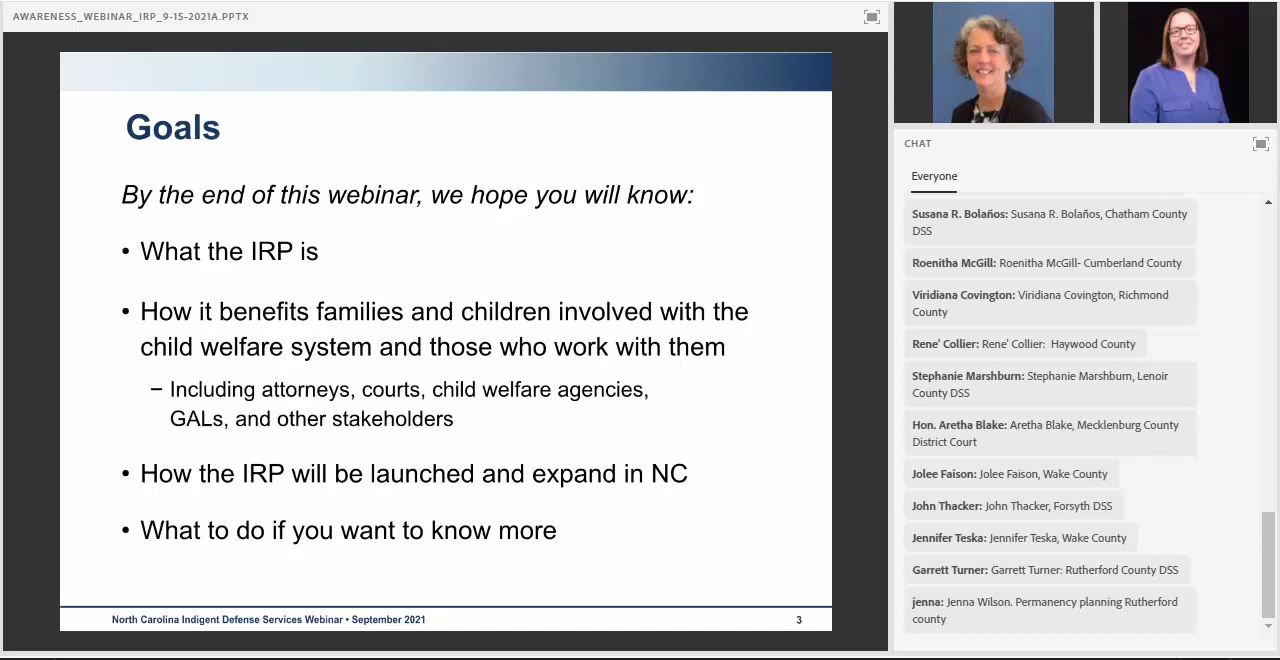 AWARENESS_WEBINAR_IRP_9-15-2021A.PPTX
Goals
By the end of this webinar, we hope you will know:
• What the IRP is
• How it benefits families and children involved with the
child welfare system and those who work with them
– Including attorneys, courts, child welfare agencies,
GALs, and other stakeholders
• How the IRP will be launched and expand in NC
• What to do if you want to know more
North Carolina Indigent Defense Services Webinar • September 2021
3
CHAT
Everyone
Susana R. Bolaños: Susana R. Bolaños, Chatham County
DSS
Roenitha McGill: Roenitha McGill- Cumberland County
Viridiana Covington: Viridiana Covington, Richmond
County
Rene' Collier: Rene' Collier: Haywood County
Stephanie Marshburn: Stephanie Marshburn, Lenoir
County DSS
Hon. Aretha Blake: Aretha Blake, Mecklenburg County
District Court
Jolee Faison: Jolee Faison, Wake County
John Thacker: John Thacker, Forsyth DSS
Jennifer Teska: Jennifer Teska, Wake County
Garrett Turner: Garrett Turner: Rutherford County DSS
jenna: Jenna Wilson. Permanency planning Rutherford
county